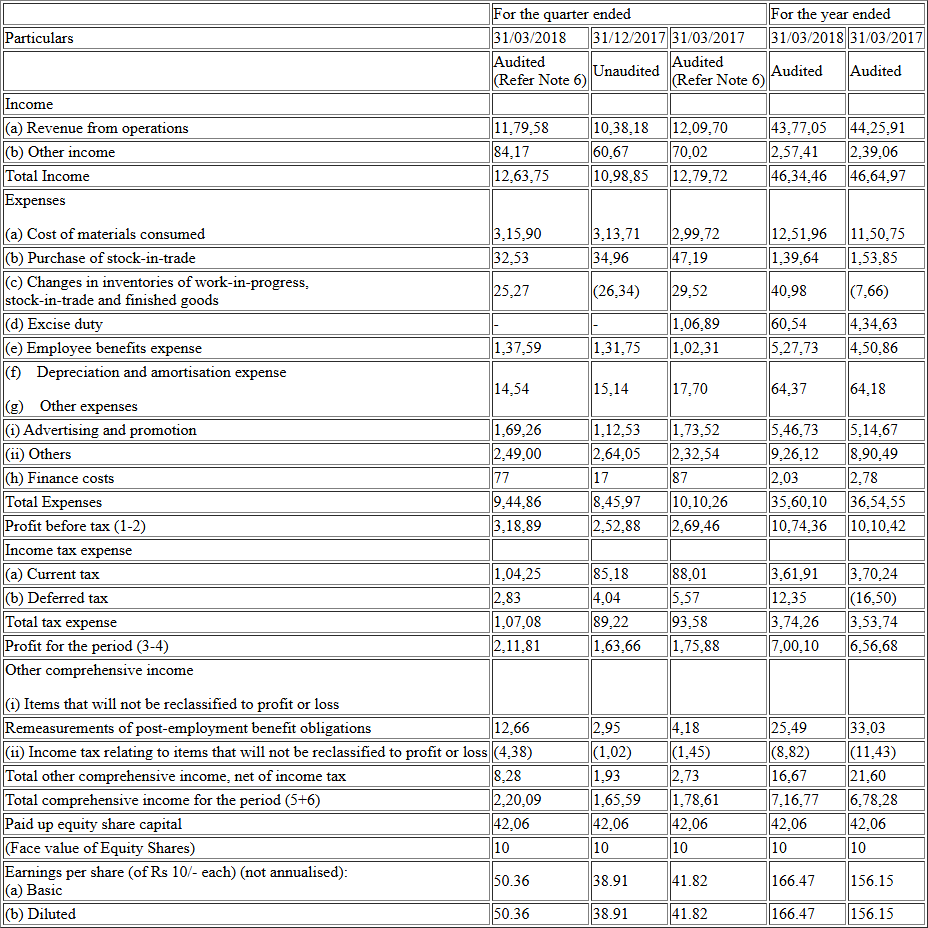 For the quarter ended For the year ended
Particulars 31/03/2018 31/12/2017 31/03/2017 31/03/2018 31/03/2017
Audited Audited
(Refer Note 6) Unaudited (Refer Note 6) Audited Audited
Income
(a) Revenue from operations 11,79,58 10,38,18 12,09,70 43,77,05 44,25,91
(b) Other income 84,17 60,67 70,02 2,57,41 2,39,06
Total Income 12,63,75 10,98,85 12,79,72 46,34,46 46,64,97
Expenses
(a) Cost of materials consumed 3,15,90 3,13,71 2,99,72 12,51,96 11,50,75
(b) Purchase of stock-in-trade 32,53 34,96 47,19 1,39,64 1,53,85
(c) Changes in inventories of work-in-progress,
stock-in-trade and finished goods 25,27 (26,34) 29,52 40,98 (7,66)
(d) Excise duty - - 1,06,89 60,54 4,34,63
(e) Employee benefits expense 1,37,59 1,31,75 1,02,31 5,27,73 4,50,86
(f) Depreciation and amortisation expense
14,54 15,14 17,70 64,37 64,18
(g) Other expenses
(i) Advertising and promotion 1,69,26 1,12,53 1,73,52 5,46,73 5,14,67
(ii) Others 2,49,00 2,64,05 2,32,54 9,26,12 8,90,49
(h) Finance costs 77 17 87 2,03 2,78
Total Expenses 9,44,86 8,45,97 10,10,26 35,60,10 36,54,55
Profit before tax (1-2) 3,18,89 2,52,88 2,69,46 10,74,36 10,10,42
Income tax expense
(a) Current tax 1,04,25 85,18 88,01 3,61,91 3,70,24
(b) Deferred tax 2,83 4,04 5,57 12,35 (16,50)
Total tax expense 1,07,08 89,22 93,58 3,74,26 3,53,74
Profit for the period (3-4) 2,11,81 1,63,66 1,75,88 7,00,10 6,56,68
Other comprehensive income
(i) Items that will not be reclassified to profit or loss
Remeasurements of post-employment benefit obligations 12,66 2,95 4,18 25,49 33,03
(ii) Income tax relating to items that will not be reclassified to profit or loss (4,38) (1,02) (1,45) (8,82) (11,43)
Total other comprehensive income, net of income tax 8,28 1,93 2,73 16,67 21,60
Total comprehensive income for the period (5+6) 2,20,09 1,65,59 1,78,61 7,16,77 6,78,28
Paid up equity share capital 42,06 42,06 42,06 42,06 42,06
(Face value of Equity Shares) 10 10 10 10 10
Earnings per share (of Rs 10/- each) (not annualised):
(a) Basic 50.36 38.91 41.82 166.47 156.15
(b) Diluted 50.36 38.91 41.82 166.47 156.15